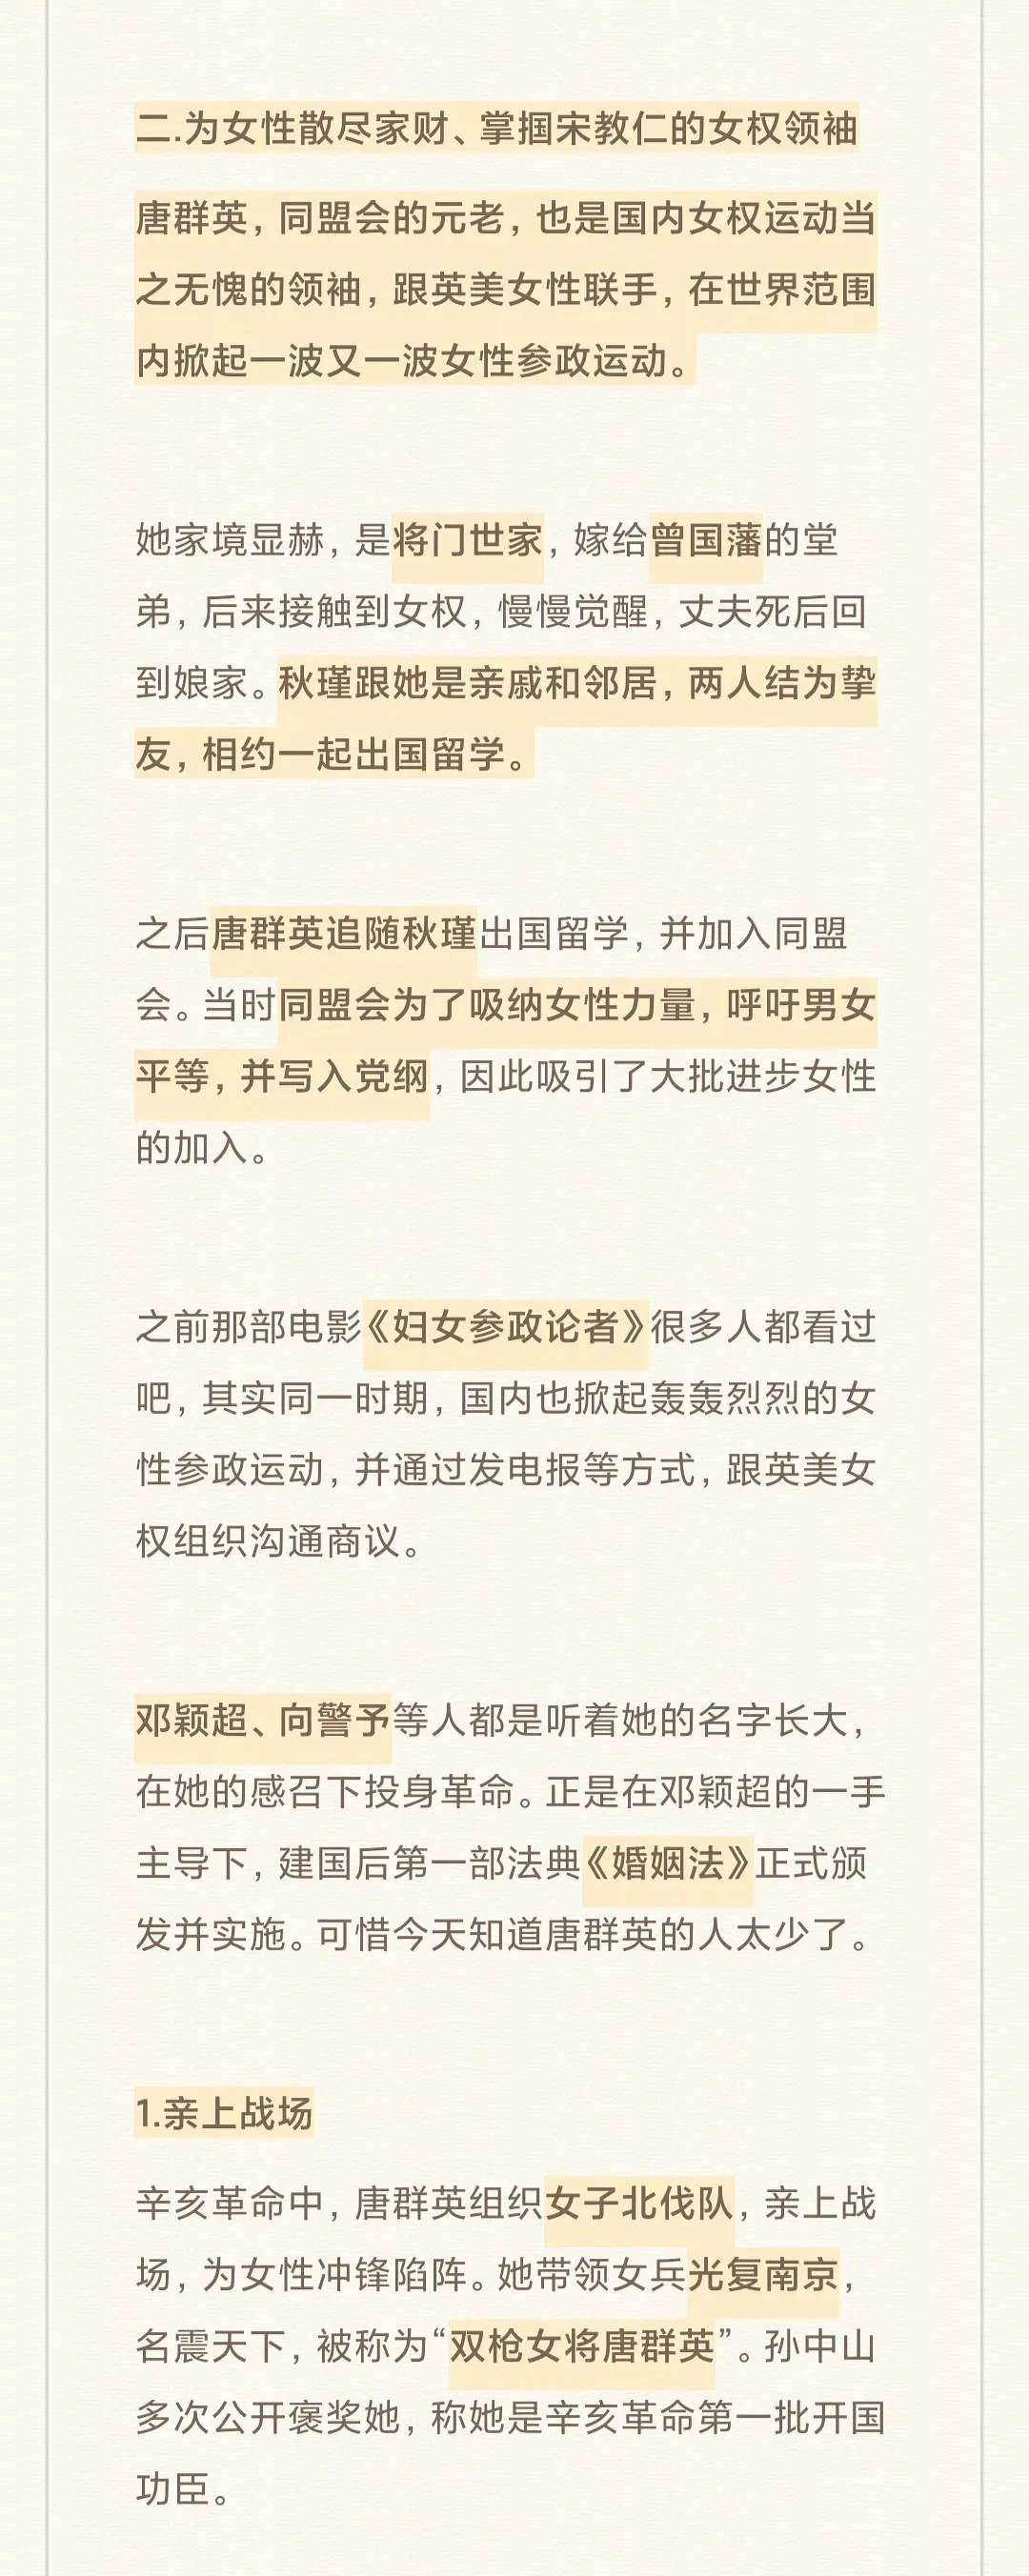 二.为女性散尽家财、掌掴宋教仁的女权领袖
唐群英，同盟会的元老，也是国内女权运动当
之无愧的领袖，跟英美女性联手，在世界范围
内掀起一波又一波女性参政运动。
她家境显赫，是将门世家，嫁给曾国藩的堂
弟，后来接触到女权，慢慢觉醒，丈夫死后回
到娘家。秋瑾跟她是亲戚和邻居，两人结为挚
友，相约一起出国留学。
之后唐群英追随秋瑾出国留学，并加入同盟
会。当时同盟会为了吸纳女性力量，呼吁男女
平等，并写入党纲，因此吸引了大批进步女性
的加入。
之前那部电影《妇女参政论者》很多人都看过
吧，其实同一时期，国内也掀起轰轰烈烈的女
性参政运动，并通过发电报等方式，跟英美女
权组织沟通商议。
邓颖超、向警予等人都是听着她的名字长大，
在她的感召下投身革命。正是在邓颖超的一手
主导下，建国后第一部法典《婚姻法》正式颁
发并实施。可惜今天知道唐群英的人太少了。
1.亲上战场
辛亥革命中，唐群英组织女子北伐队，亲上战
场，为女性冲锋陷阵。她带领女兵光复南京，
名震天下，被称为“双枪女将唐群英”。孙中山
多次公开褒奖她，称她是辛亥革命第一批开国
功臣。